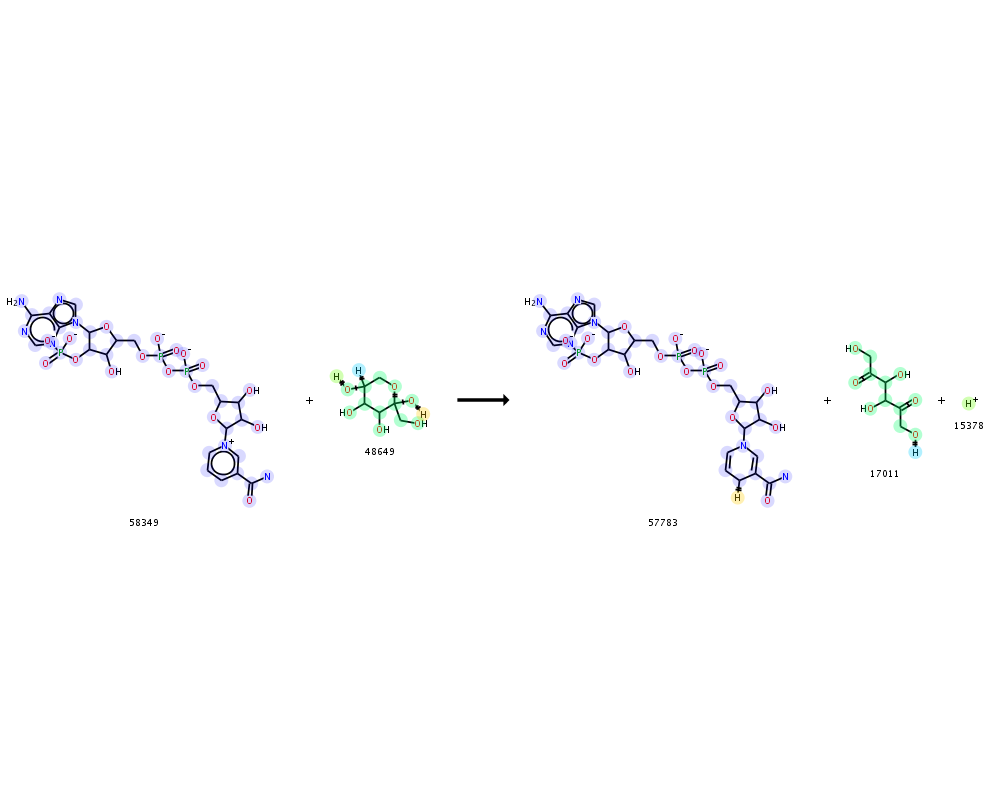 H₂N N N N N O O⁻ O⁻ P O O OH O O⁻ P O O O⁻ P O O O OH OH N⁺ N O
58349
+
H H O O O H HO OH OH
48649
H₂N N N N N O O⁻ O⁻ P O O OH O O⁻ P O O O⁻ P O O O OH OH N N O H
57783
+
HO O OH HO O O H
17011
+
H⁺
15378